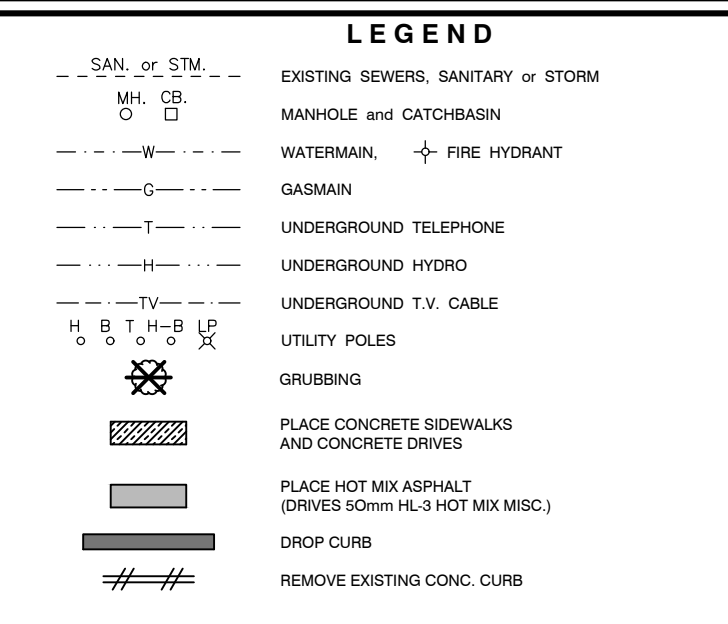 LEGEND
SAN. or STM.
EXISTING SEWERS, SANITARY or STORM
MH. CB.
MANHOLE and CATCHBASIN
W
WATERMAIN, FIRE HYDRANT
G
GASMAIN
T
UNDERGROUND TELEPHONE
H
UNDERGROUND HYDRO
TV
UNDERGROUND T.V. CABLE
H B T H-B LP
UTILITY POLES
GRUBBING
PLACE CONCRETE SIDEWALKS
AND CONCRETE DRIVES
PLACE HOT MIX ASPHALT
(DRIVES 50mm HL-3 HOT MIX MISC.)
DROP CURB
REMOVE EXISTING CONC. CURB